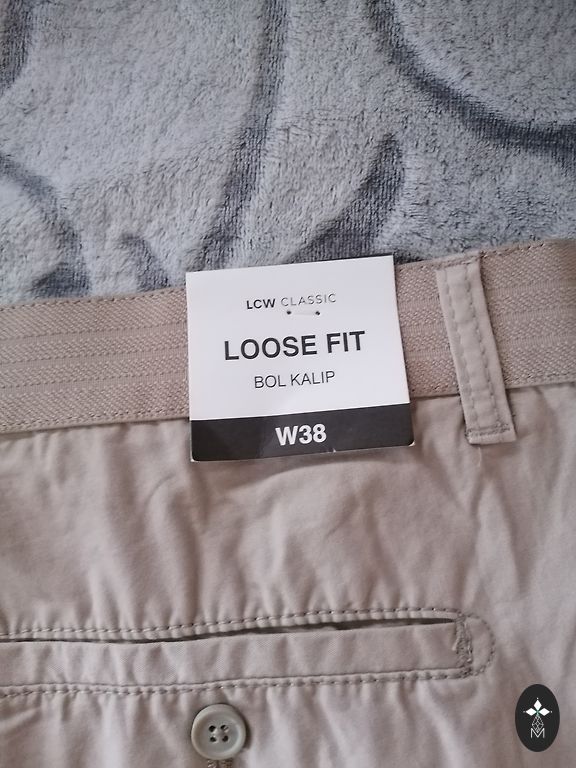 LCW CLASSIC
LOOSE FIT
BOL KALIP
W38
M